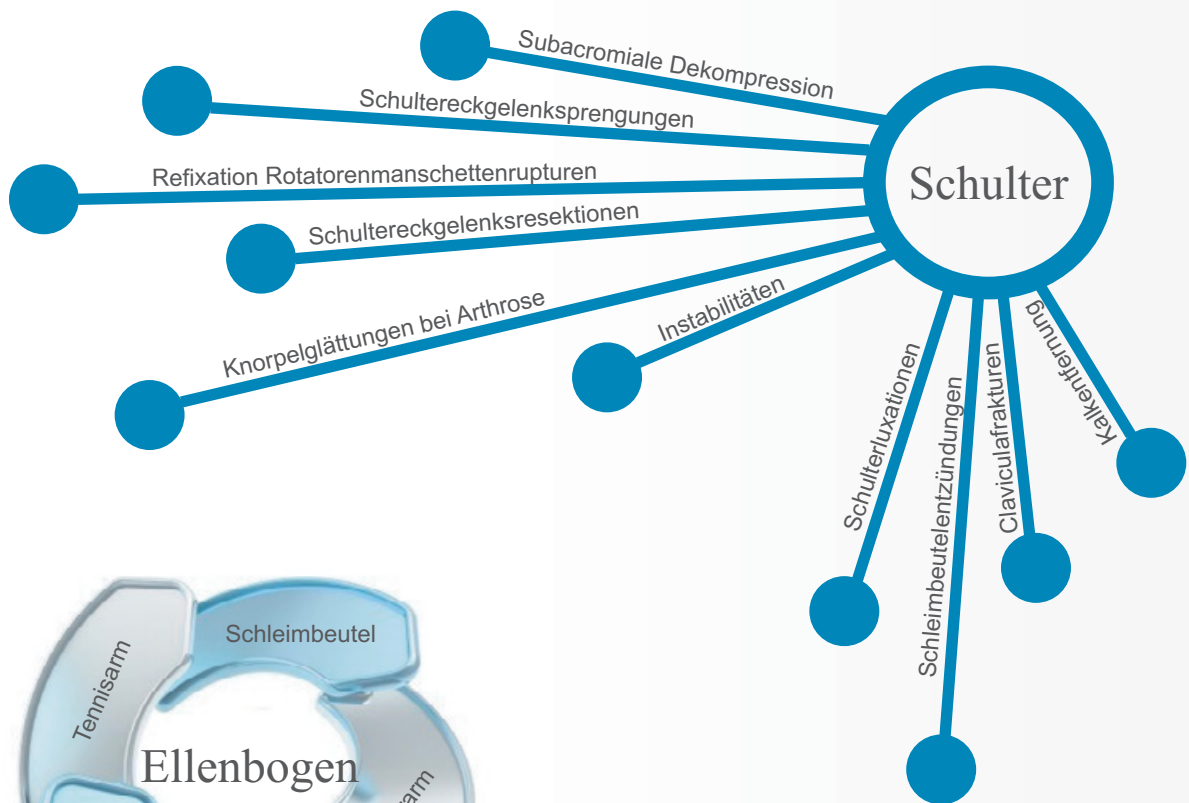 Subacromiale Dekompression
Schultereckgelenksprengungen
Refixation Rotatorenmanschettenrupturen
Schultereckgelenksresektionen
Knorpelglättungen bei Arthrose
Instabilitäten
Schulter
Schulterluxationen
Schleimbeutelentzündungen
Claviculafrakturen
Kalkentfernung
Schleimbeutel
Tennisarm
Ellenbogen